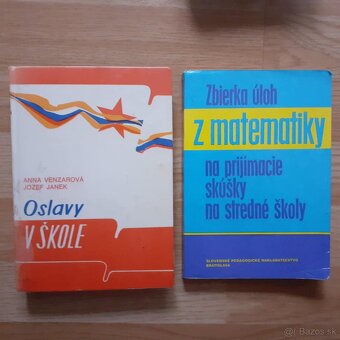 ANNA VENZAROVÁ
JOZEF JANEK
Oslavy
V ŠKOLE
Zbierka úloh
z matematiky
na prijímacie
skúšky
na stredné školy
SLOVENSKÉ PEDAGOGICKÉ NAKLADATEĽSTVO
BRATISLAVA
© Bazos.sk